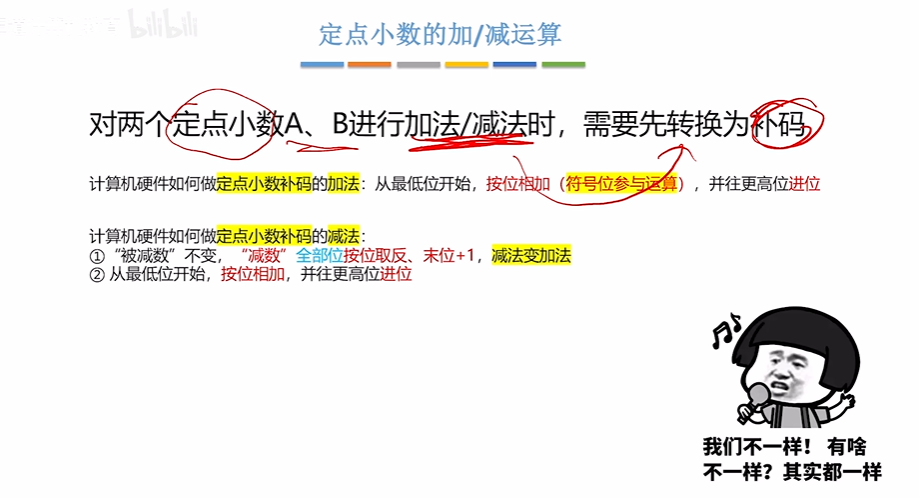 bilibili
定点小数的加/减运算
对两个定点小数A、B进行加法/减法时，需要先转换为补码
计算机硬件如何做定点小数补码的加法：从最低位开始，按位相加（符号位参与运算），并往更高位进位
计算机硬件如何做定点小数补码的减法：
①“被减数”不变，“减数”全部位按位取反、末位+1，减法变加法
② 从最低位开始，按位相加，并往更高位进位
我们不一样！ 有啥
不一样？其实都一样